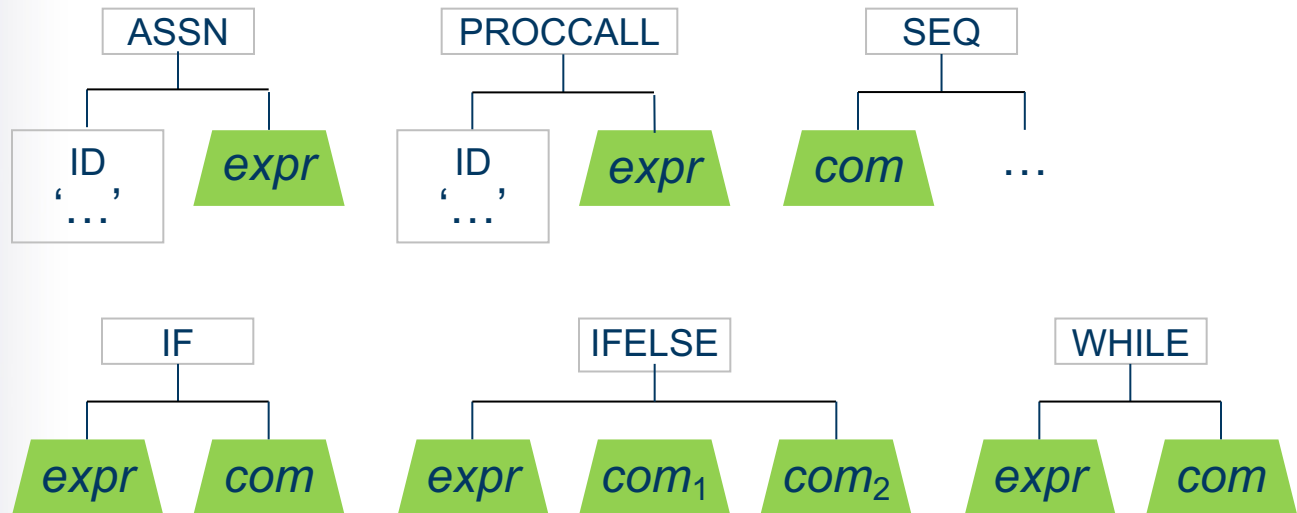 ASSN PROCCALL SEQ
ID ‘…’ expr ID ‘…’ expr com …
IF IFELSE WHILE
expr com expr com₁ com₂ expr com